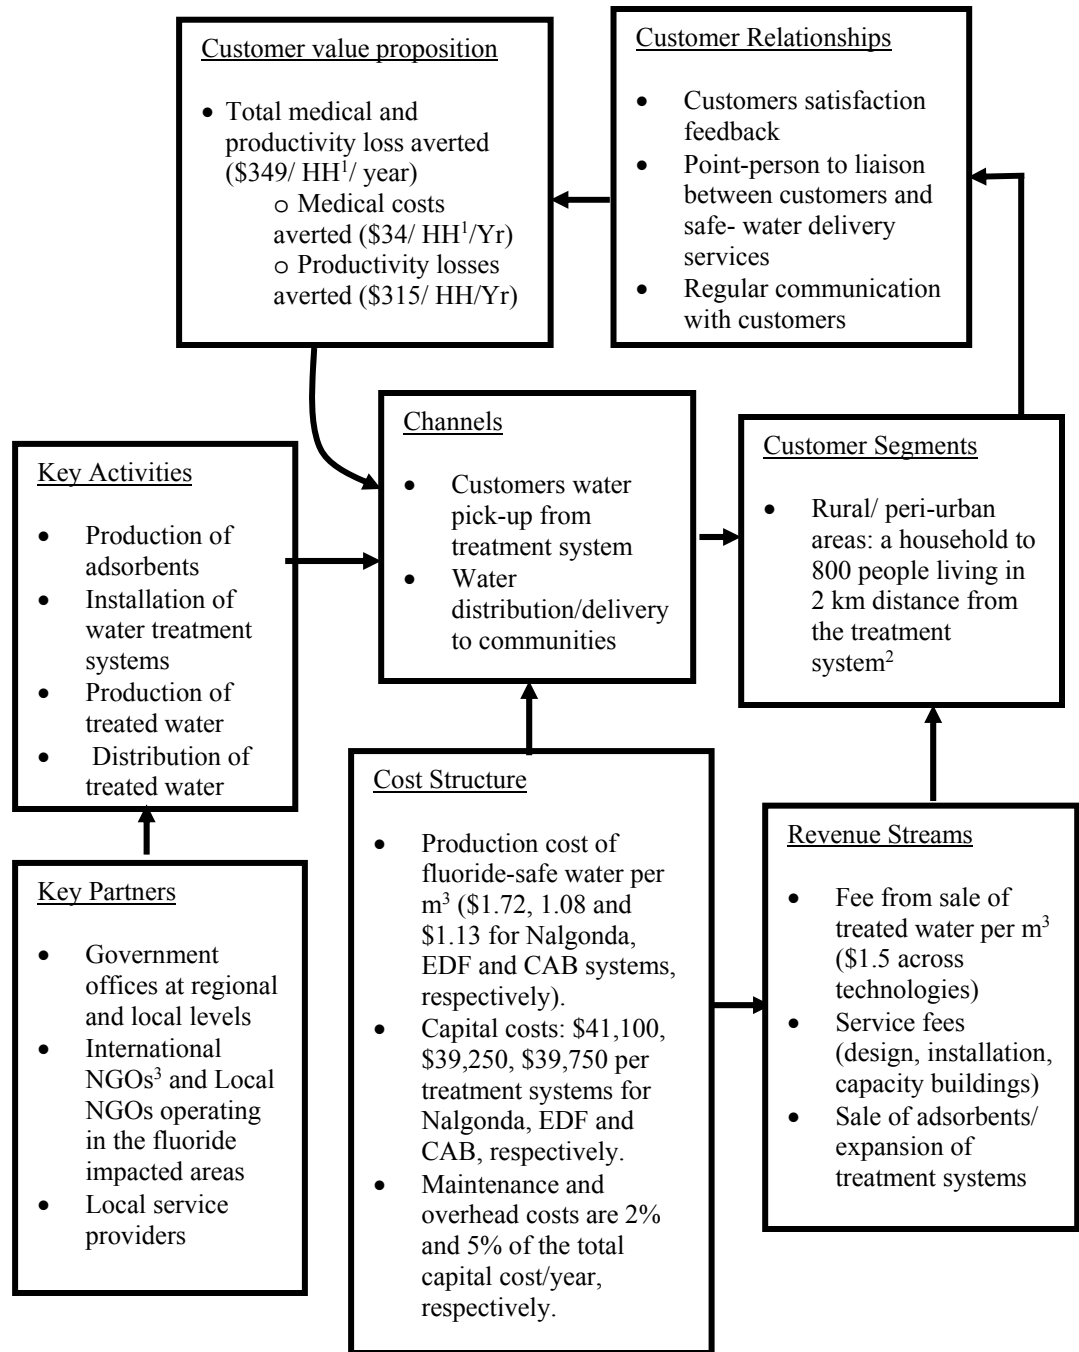 Customer value proposition
• Total medical and
productivity loss averted
($349/ HH¹/ year)
o Medical costs
averted ($34/ HH¹/Yr)
o Productivity losses
averted ($315/ HH/Yr)
Customer Relationships
• Customers satisfaction
feedback
• Point-person to liaison
between customers and
safe- water delivery
services
• Regular communication
with customers
Key Activities
• Production of
adsorbents
• Installation of
water treatment
systems
• Production of
treated water
• Distribution of
treated water
Channels
• Customers water
pick-up from
treatment system
• Water
distribution/delivery
to communities
Customer Segments
• Rural/ peri-urban
areas: a household to
800 people living in
2 km distance from
the treatment
system²
Key Partners
• Government
offices at regional
and local levels
• International
NGOs³ and Local
NGOs operating
in the fluoride
impacted areas
• Local service
providers
Cost Structure
• Production cost of
fluoride-safe water per
m³ ($1.72, 1.08 and
$1.13 for Nalgonda,
EDF and CAB systems,
respectively).
• Capital costs: $41,100,
$39,250, $39,750 per
treatment systems for
Nalgonda, EDF and
CAB, respectively.
• Maintenance and
overhead costs are 2%
and 5% of the total
capital cost/year,
respectively.
Revenue Streams
• Fee from sale of
treated water per m³
($1.5 across
technologies)
• Service fees
(design, installation,
capacity buildings)
• Sale of adsorbents/
expansion of
treatment systems